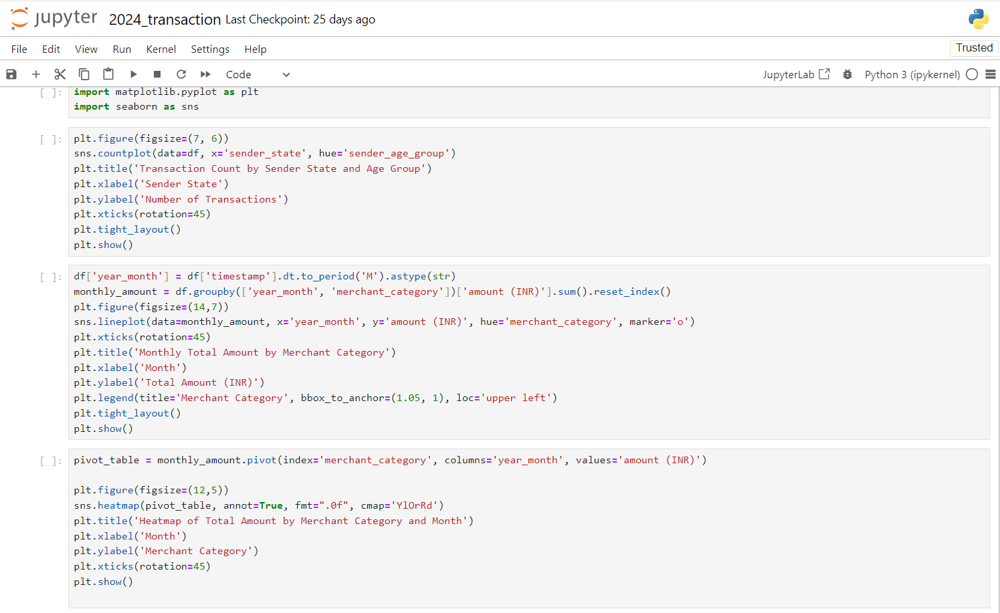 jupyter 2024_transaction Last Checkpoint: 25 days ago
File Edit View Run Kernel Settings Help Trusted
Code JupyterLab Python 3 (ipykernel)
[ ]: import matplotlib.pyplot as plt
import seaborn as sns
[ ]: plt.figure(figsize=(7, 6))
sns.countplot(data=df, x='sender_state', hue='sender_age_group')
plt.title('Transaction Count by Sender State and Age Group')
plt.xlabel('Sender State')
plt.ylabel('Number of Transactions')
plt.xticks(rotation=45)
plt.tight_layout()
plt.show()
[ ]: df['year_month'] = df['timestamp'].dt.to_period('M').astype(str)
monthly_amount = df.groupby(['year_month', 'merchant_category'])['amount (INR)'].sum().reset_index()
plt.figure(figsize=(14,7))
sns.lineplot(data=monthly_amount, x='year_month', y='amount (INR)', hue='merchant_category', marker='o')
plt.xticks(rotation=45)
plt.title('Monthly Total Amount by Merchant Category')
plt.xlabel('Month')
plt.ylabel('Total Amount (INR)')
plt.legend(title='Merchant Category', bbox_to_anchor=(1.05, 1), loc='upper left')
plt.tight_layout()
plt.show()
[ ]: pivot_table = monthly_amount.pivot(index='merchant_category', columns='year_month', values='amount (INR)')
plt.figure(figsize=(12,5))
sns.heatmap(pivot_table, annot=True, fmt=".0f", cmap='YlOrRd')
plt.title('Heatmap of Total Amount by Merchant Category and Month')
plt.xlabel('Month')
plt.ylabel('Merchant Category')
plt.xticks(rotation=45)
plt.show()